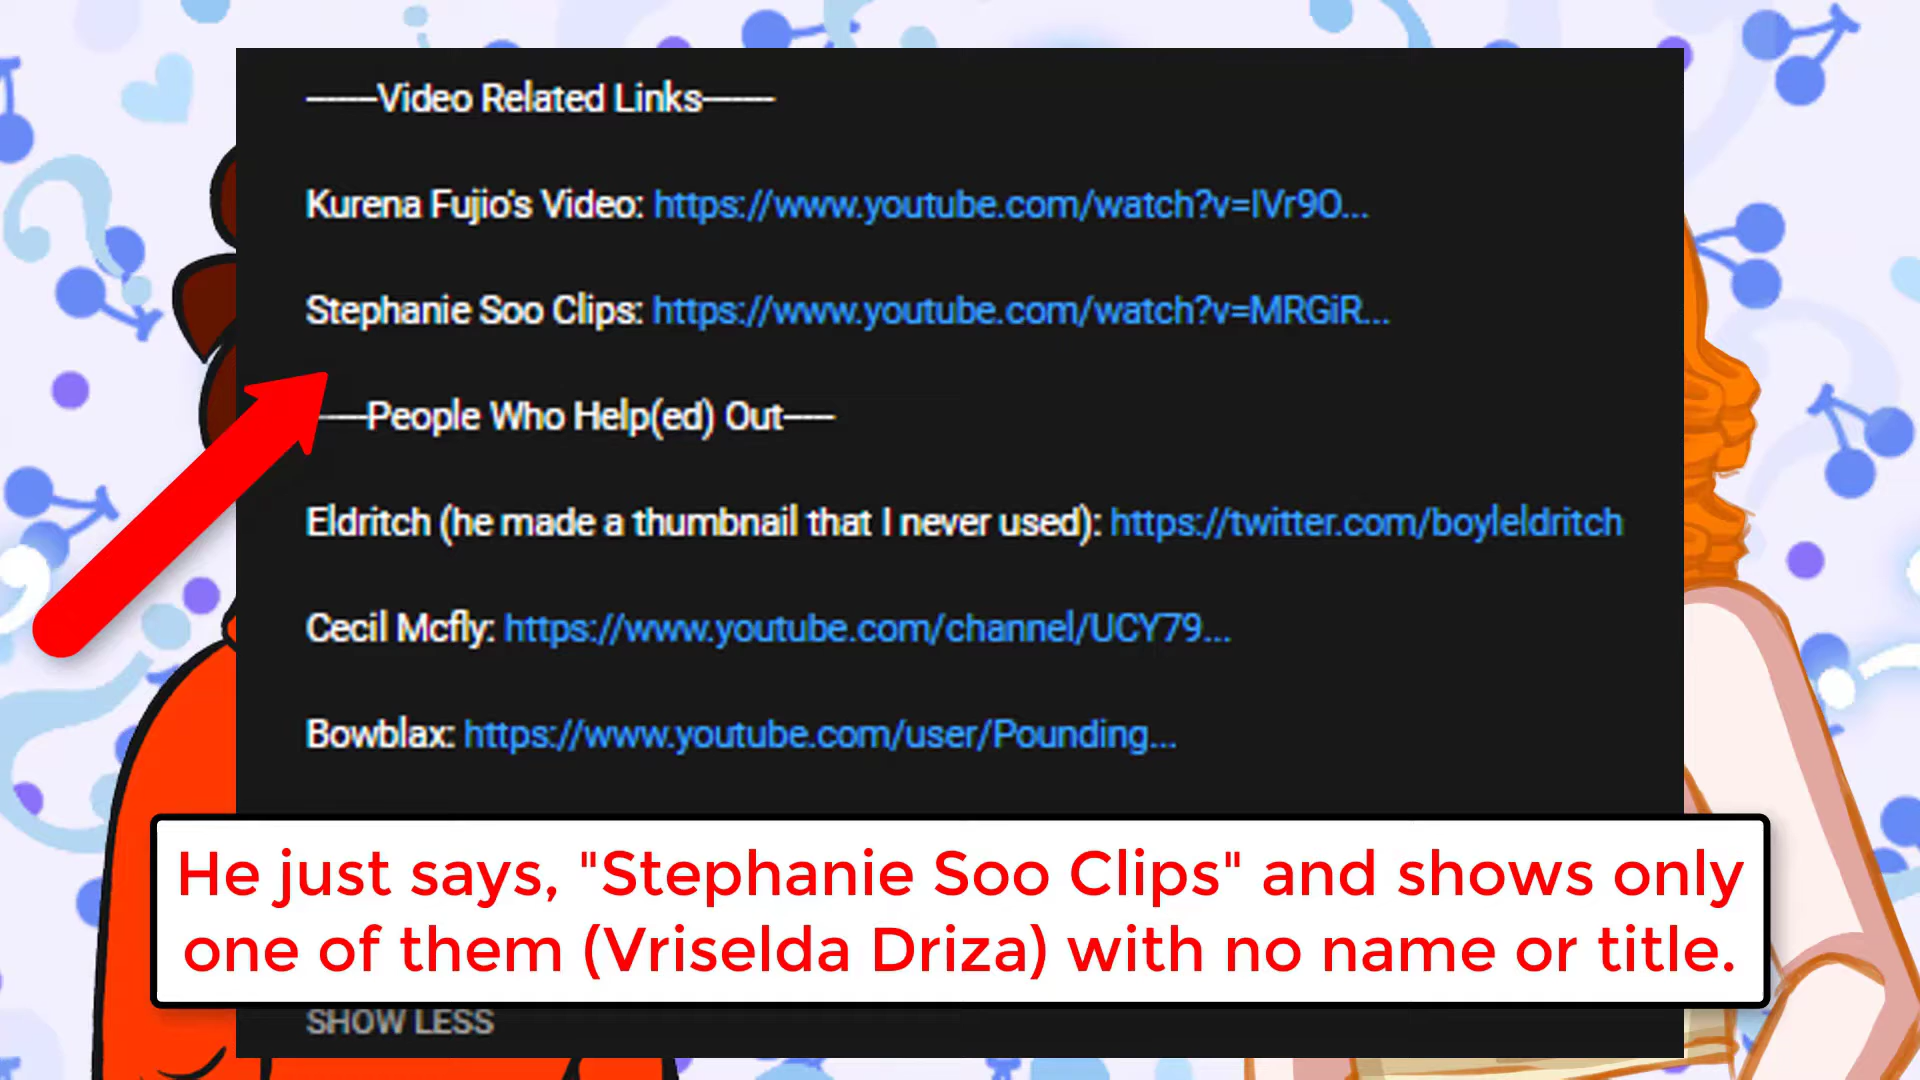 -----Video Related Links-----
Kurena Fujio's Video: https://www.youtube.com/watch?v=IVr9O...
Stephanie Soo Clips: https://www.youtube.com/watch?v=MRGiR...
----People Who Help(ed) Out----
Eldritch (he made a thumbnail that I never used): https://twitter.com/boyleldritch
Cecil Mcfly: https://www.youtube.com/channel/UCY79...
Bowblax: https://www.youtube.com/user/Pounding...
He just says, "Stephanie Soo Clips" and shows only
one of them (Vriselda Driza) with no name or title.
SHOW LESS